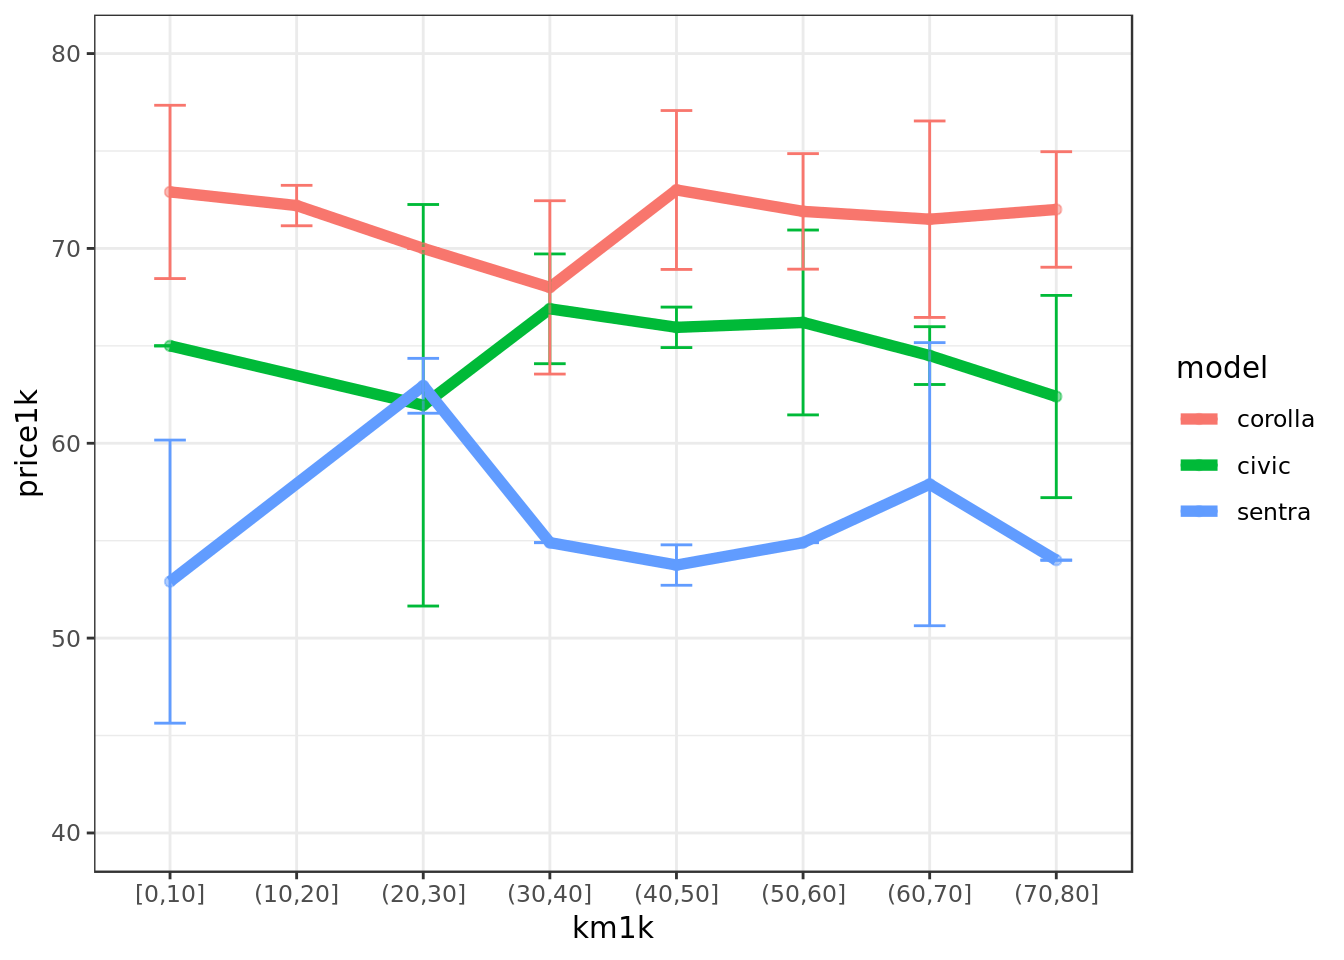 80
70
60
50
40
price1k
[0,10] (10,20] (20,30] (30,40] (40,50] (50,60] (60,70] (70,80]
km1k
model
corolla
civic
sentra